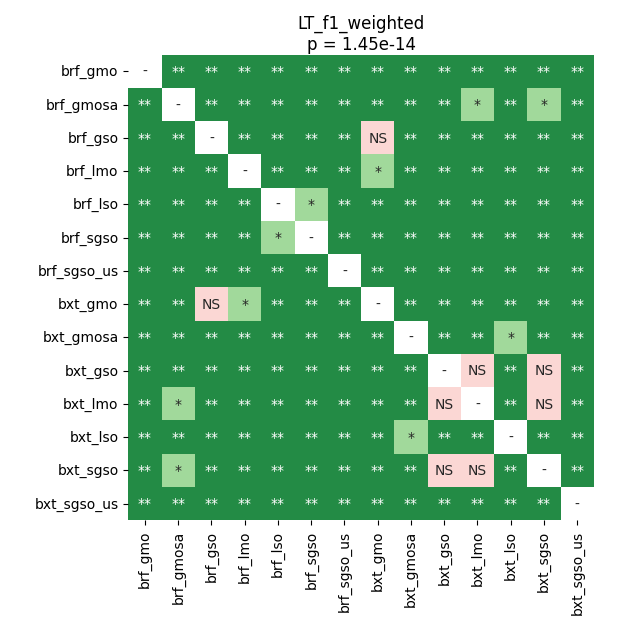 LT_f1_weighted
p = 1.45e-14
brf_gmo - ** ** ** ** ** ** ** ** ** ** ** ** **
brf_gmosa ** - ** ** ** ** ** ** ** ** * ** * **
brf_gso ** ** - ** ** ** ** NS ** ** ** ** ** **
brf_lmo ** ** ** - ** ** ** * ** ** ** ** ** **
brf_lso ** ** ** ** - * ** ** ** ** ** ** ** **
brf_sgso ** ** ** ** * - ** ** ** ** ** ** ** **
brf_sgso_us ** ** ** ** ** ** - ** ** ** ** ** ** **
bxt_gmo ** ** NS * ** ** ** - ** ** ** ** ** **
bxt_gmosa ** ** ** ** ** ** ** ** - ** ** * ** **
bxt_gso ** ** ** ** ** ** ** ** ** - NS ** NS **
bxt_lmo ** * ** ** ** ** ** ** ** NS - ** NS **
bxt_lso ** ** ** ** ** ** ** ** * ** ** - ** **
bxt_sgso ** * ** ** ** ** ** ** ** NS NS ** - **
bxt_sgso_us ** ** ** ** ** ** ** ** ** ** ** ** ** -
brf_gmo brf_gmosa brf_gso brf_lmo brf_lso brf_sgso brf_sgso_us bxt_gmo bxt_gmosa bxt_gso bxt_lmo bxt_lso bxt_sgso bxt_sgso_us